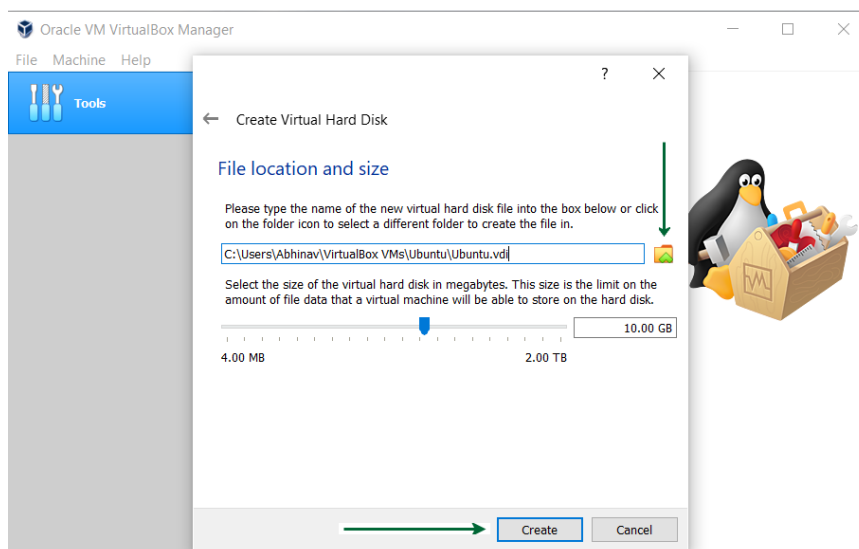 Oracle VM VirtualBox Manager
File Machine Help
Tools
?
Create Virtual Hard Disk
File location and size
Please type the name of the new virtual hard disk file into the box below or click
on the folder icon to select a different folder to create the file in.
C:\Users\Abhinav\VirtualBox VMs\Ubuntu\Ubuntu.vdi
Select the size of the virtual hard disk in megabytes. This size is the limit on the
amount of file data that a virtual machine will be able to store on the hard disk.
10.00 GB
4.00 MB 2.00 TB
Create Cancel